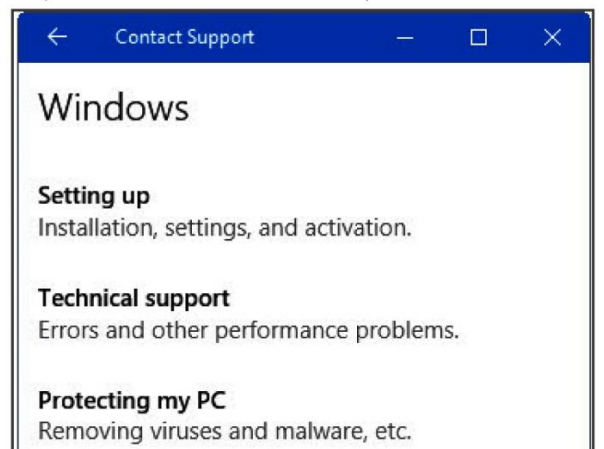 Contact Support
Windows
Setting up
Installation, settings, and activation.
Technical support
Errors and other performance problems.
Protecting my PC
Removing viruses and malware, etc.